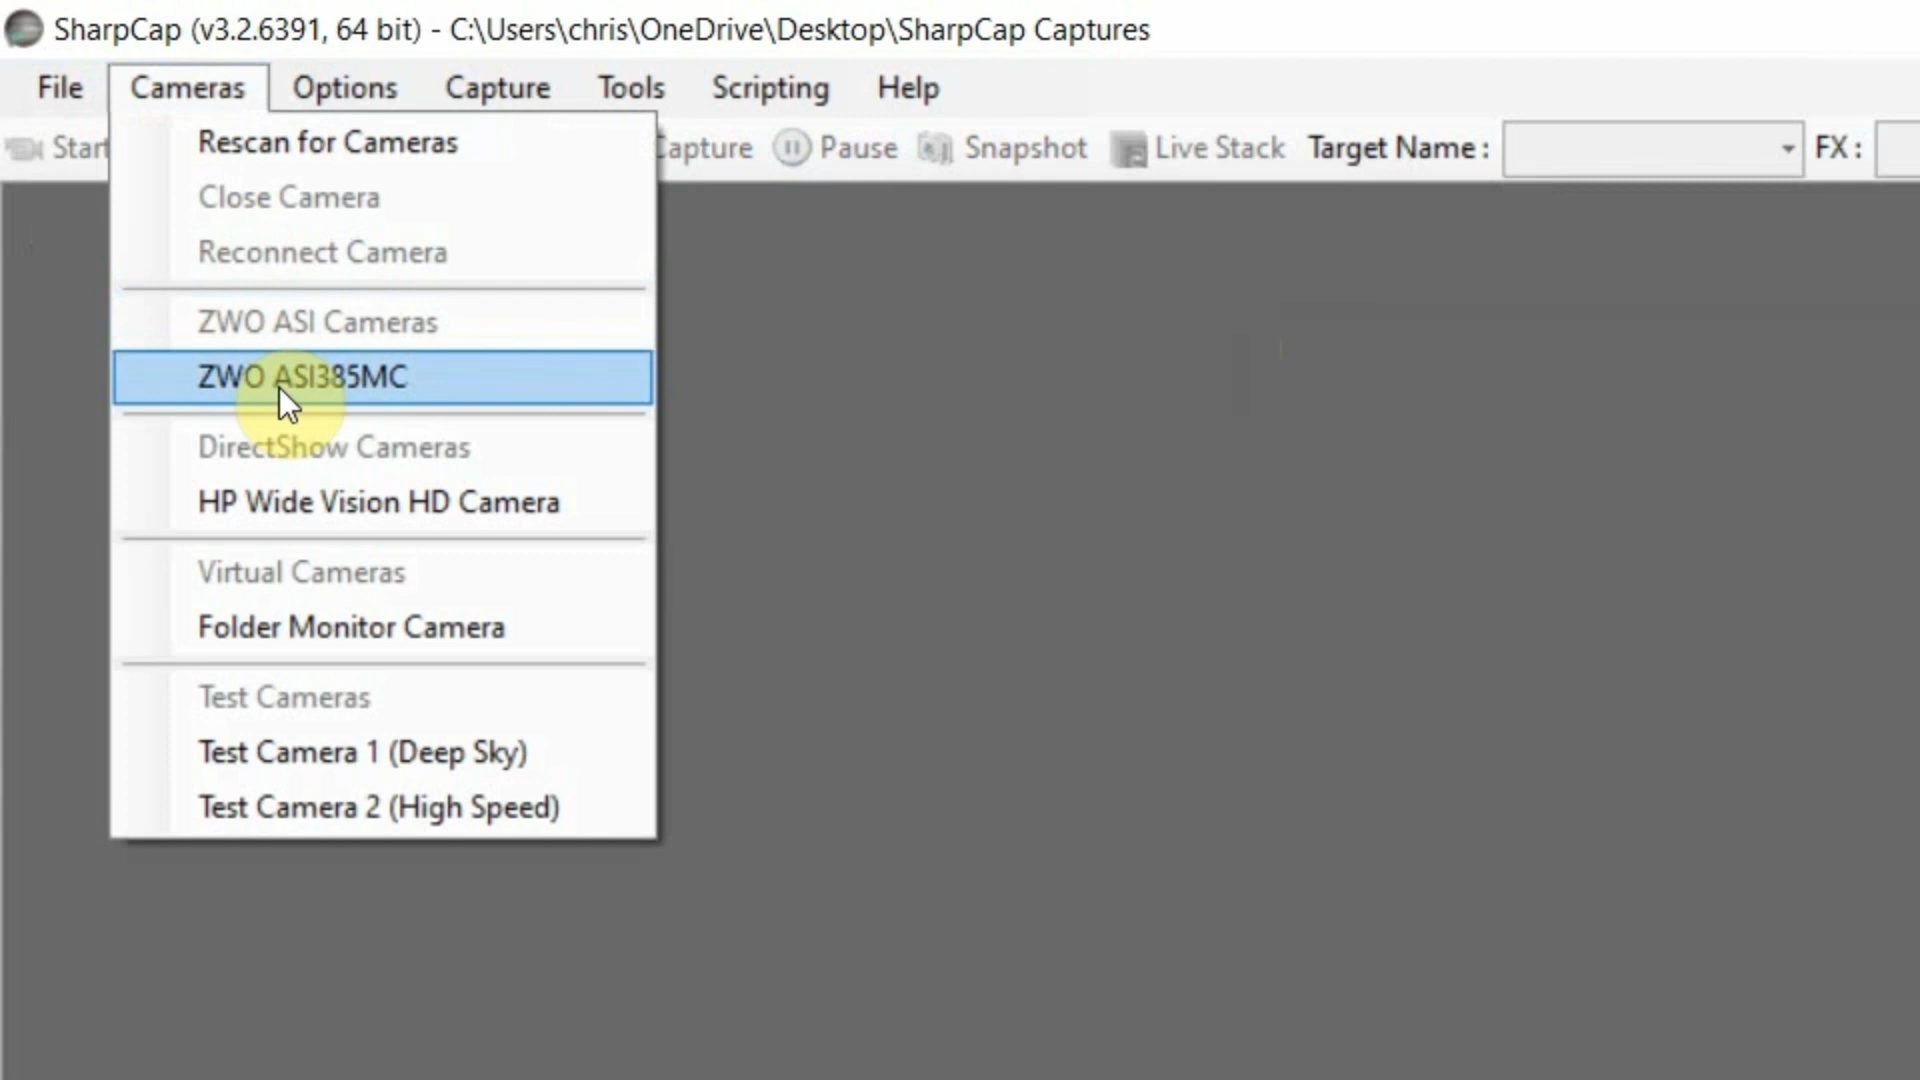 SharpCap (v3.2.6391, 64 bit) - C:\Users\chris\OneDrive\Desktop\SharpCap Captures
File Cameras Options Capture Tools Scripting Help
Start Capture Pause Snapshot Live Stack Target Name : FX :
Rescan for Cameras
Close Camera
Reconnect Camera
ZWO ASI Cameras
ZWO ASI385MC
DirectShow Cameras
HP Wide Vision HD Camera
Virtual Cameras
Folder Monitor Camera
Test Cameras
Test Camera 1 (Deep Sky)
Test Camera 2 (High Speed)